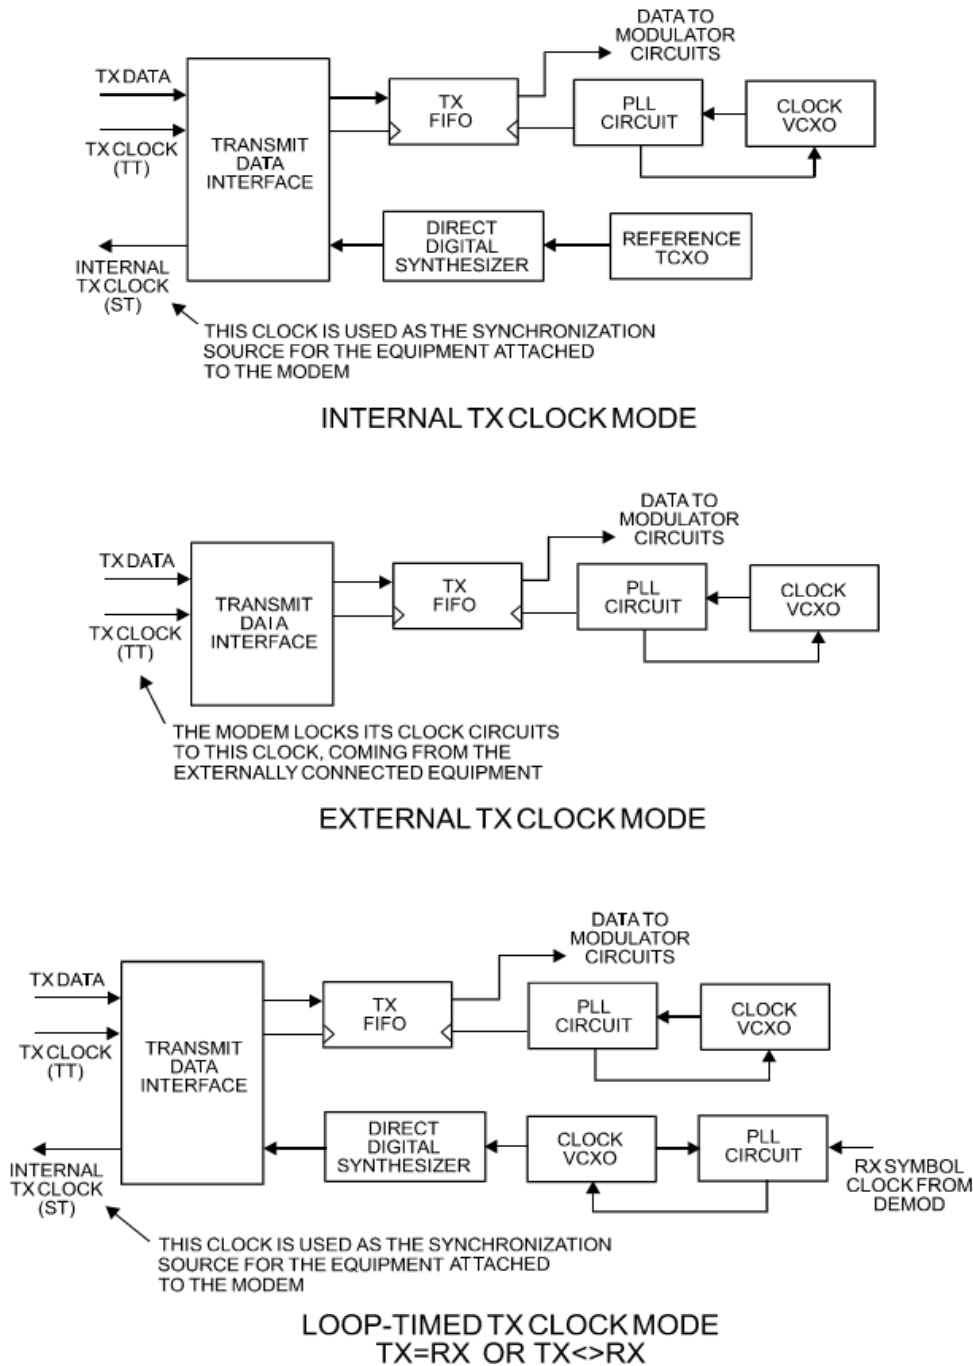 DATA TO
MODULATOR
CIRCUITS
TX DATA
TX CLOCK
(TT)
TRANSMIT
DATA
INTERFACE
TX
FIFO
PLL
CIRCUIT
CLOCK
VCXO
DIRECT
DIGITAL
SYNTHESIZER
REFERENCE
TCXO
INTERNAL
TX CLOCK
(ST)
THIS CLOCK IS USED AS THE SYNCHRONIZATION
SOURCE FOR THE EQUIPMENT ATTACHED
TO THE MODEM
INTERNAL TX CLOCK MODE
DATA TO
MODULATOR
CIRCUITS
TX DATA
TX CLOCK
(TT)
TRANSMIT
DATA
INTERFACE
TX
FIFO
PLL
CIRCUIT
CLOCK
VCXO
THE MODEM LOCKS ITS CLOCK CIRCUITS
TO THIS CLOCK, COMING FROM THE
EXTERNALLY CONNECTED EQUIPMENT
EXTERNAL TX CLOCK MODE
DATA TO
MODULATOR
CIRCUITS
TX DATA
TX CLOCK
(TT)
TRANSMIT
DATA
INTERFACE
TX
FIFO
PLL
CIRCUIT
CLOCK
VCXO
DIRECT
DIGITAL
SYNTHESIZER
CLOCK
VCXO
PLL
CIRCUIT
RX SYMBOL
CLOCK FROM
DEMOD
INTERNAL
TX CLOCK
(ST)
THIS CLOCK IS USED AS THE SYNCHRONIZATION
SOURCE FOR THE EQUIPMENT ATTACHED
TO THE MODEM
LOOP-TIMED TX CLOCK MODE
TX=RX OR TX<>RX